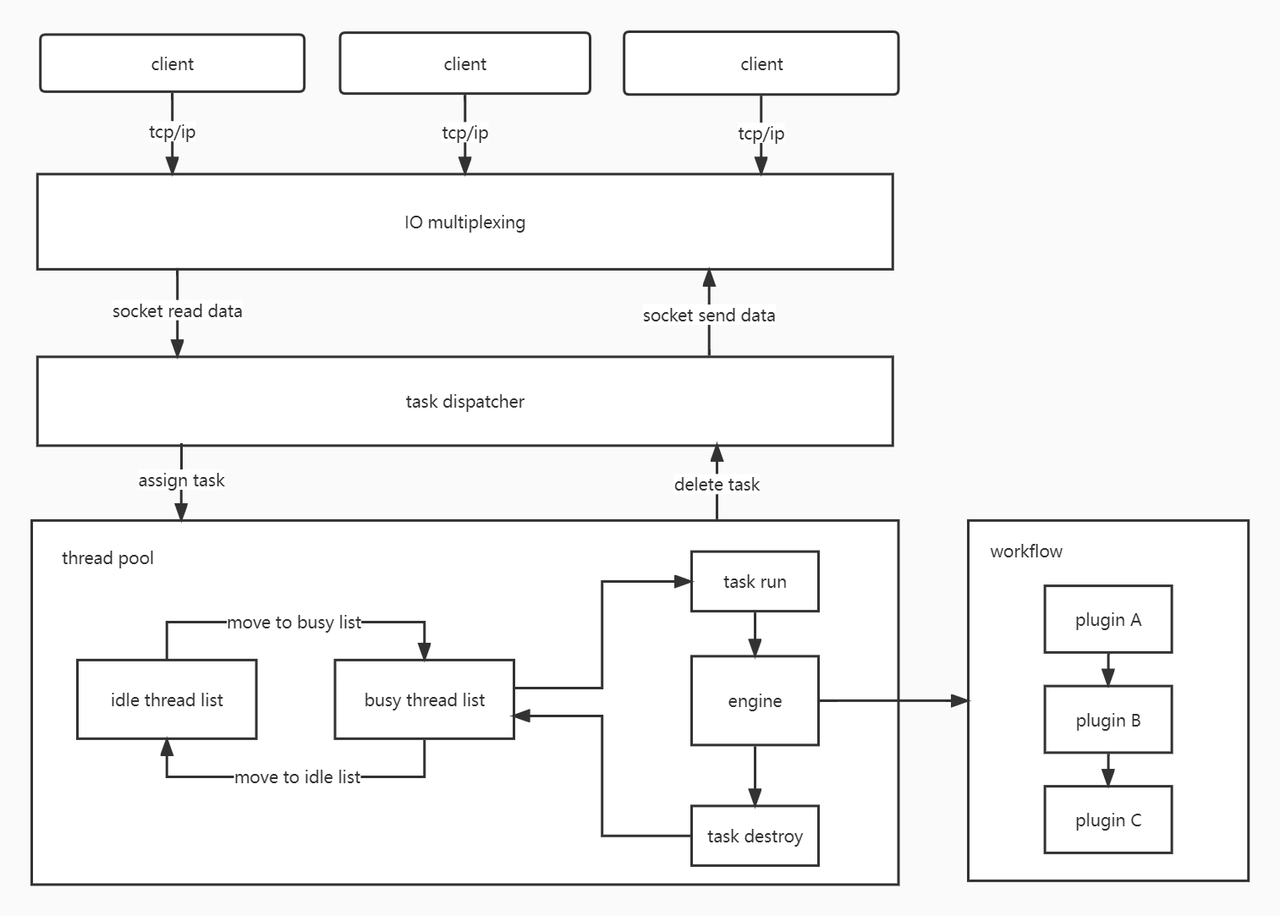 client
client
client
tcp/ip
tcp/ip
tcp/ip
IO multiplexing
socket read data
socket send data
task dispatcher
assign task
delete task
thread pool
move to busy list
idle thread list
busy thread list
move to idle list
task run
engine
task destroy
workflow
plugin A
plugin B
plugin C